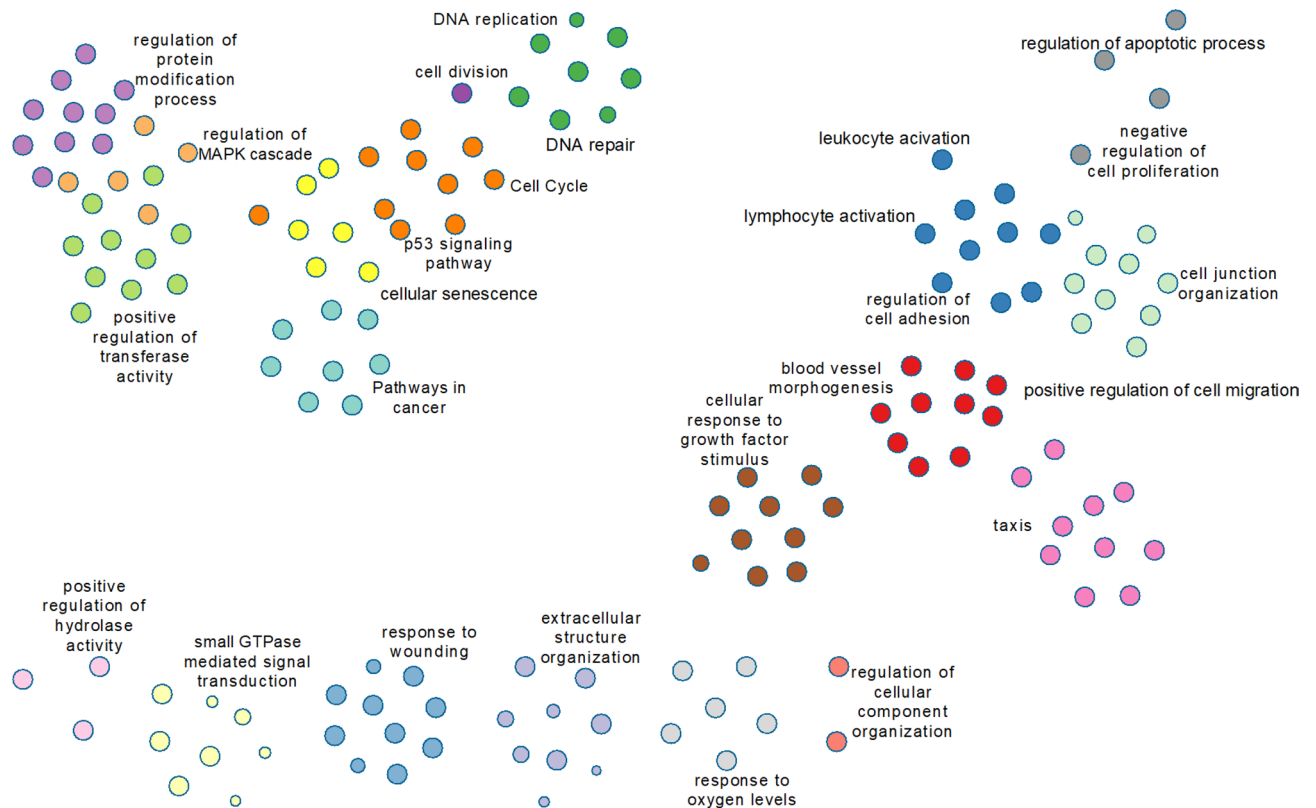 regulation of
protein
modification
process
regulation of
MAPK cascade
positive
regulation of
transferase
activity
DNA replication
cell division
DNA repair
Cell Cycle
p53 signaling
pathway
cellular senescence
Pathways in
cancer
regulation of apoptotic process
negative
regulation of
cell proliferation
leukocyte acivation
lymphocyte activation
regulation of
cell adhesion
cell junction
organization
blood vessel
morphogenesis
positive regulation of cell migration
cellular
response to
growth factor
stimulus
taxis
positive
regulation of
hydrolase
activity
small GTPase
mediated signal
transduction
response to
wounding
extracellular
structure
organization
response to
oxygen levels
regulation of
cellular
component
organization